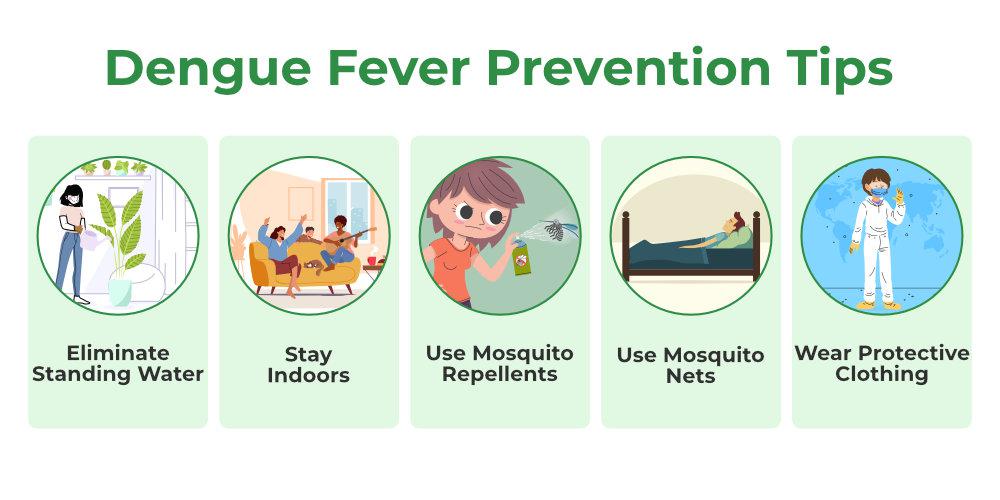 Dengue Fever Prevention Tips
Eliminate
Standing Water
Stay
Indoors
Use Mosquito
Repellents
Use Mosquito
Nets
Wear Protective
Clothing